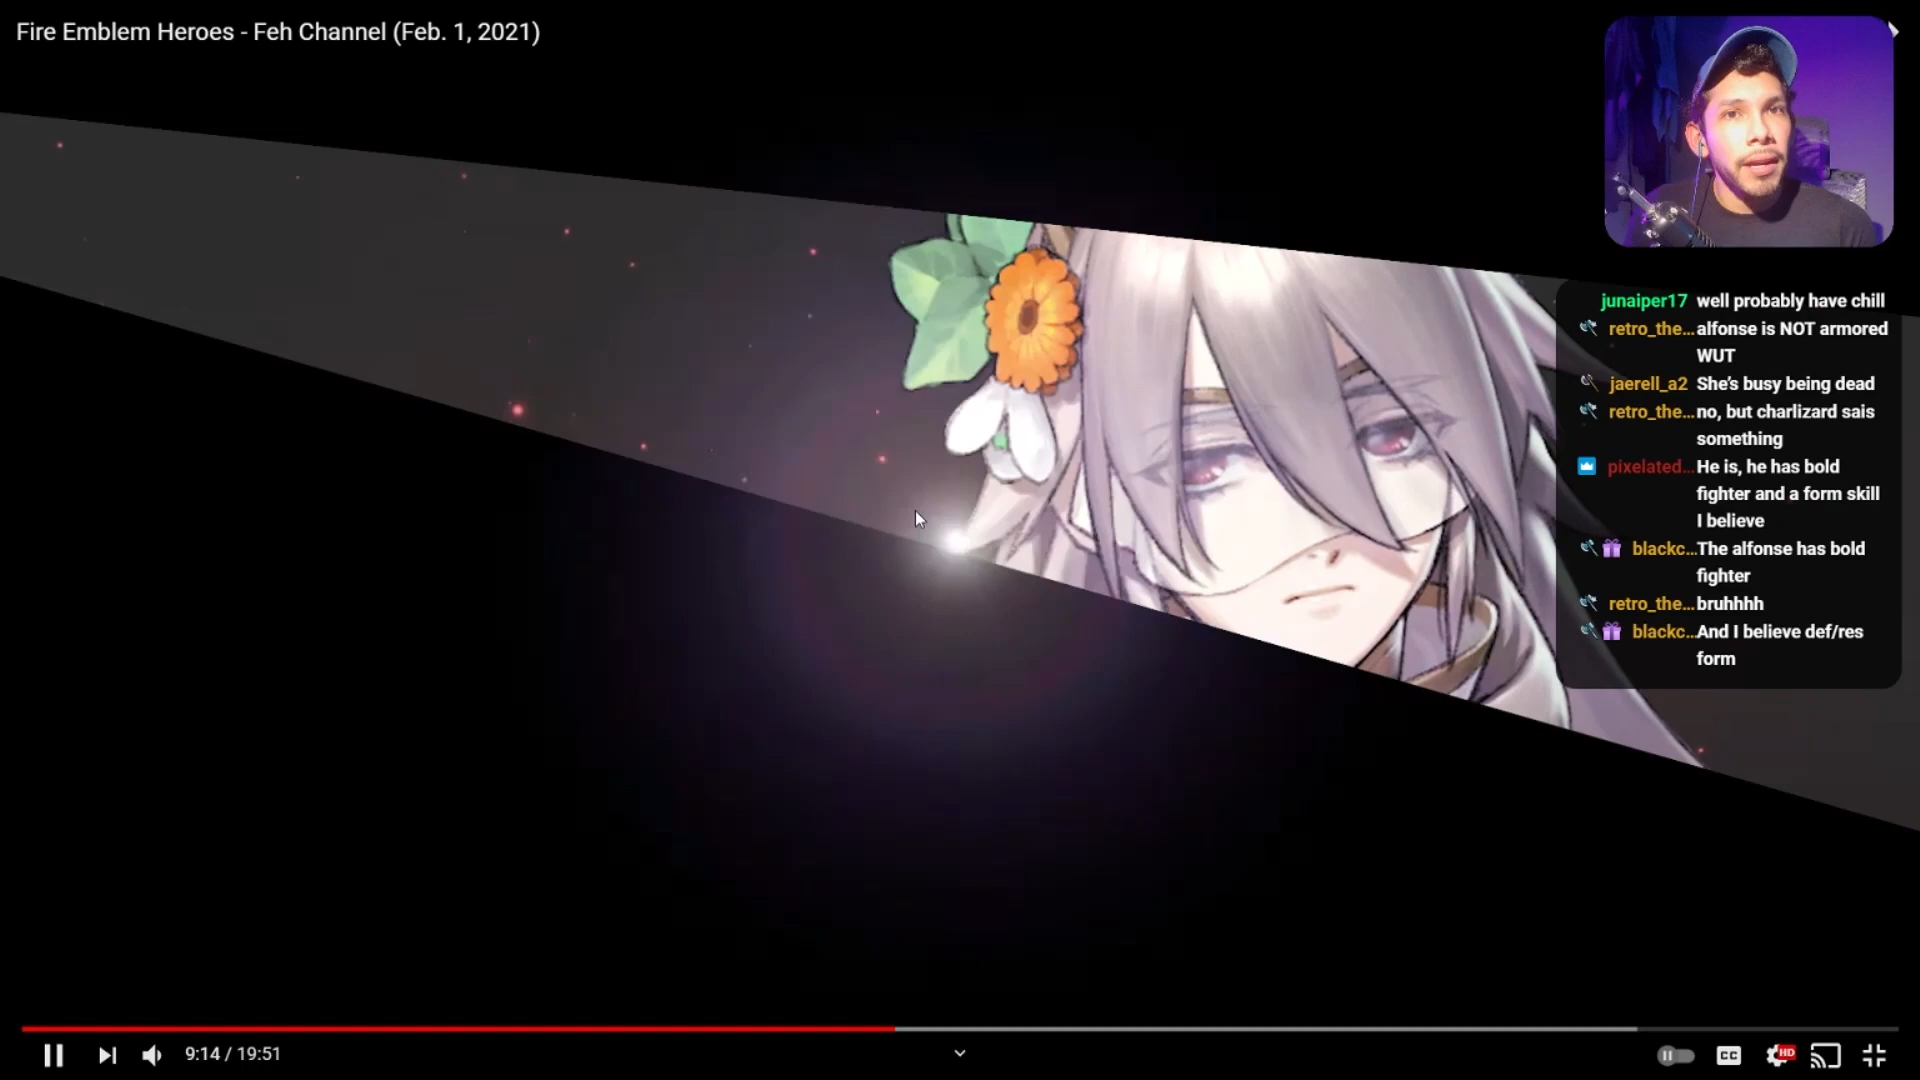 Fire Emblem Heroes - Feh Channel (Feb. 1, 2021)
junaiper17 well probably have chill
retro_the... alfonse is NOT armored
WUT
jaerell_a2 She's busy being dead
retro_the... no, but charlizard sais
something
pixelated... He is, he has bold
fighter and a form skill
I believe
blackc... The alfonse has bold
fighter
retro_the... bruhhhh
blackc... And I believe def/res
form
9:14 / 19:51
CC
HD